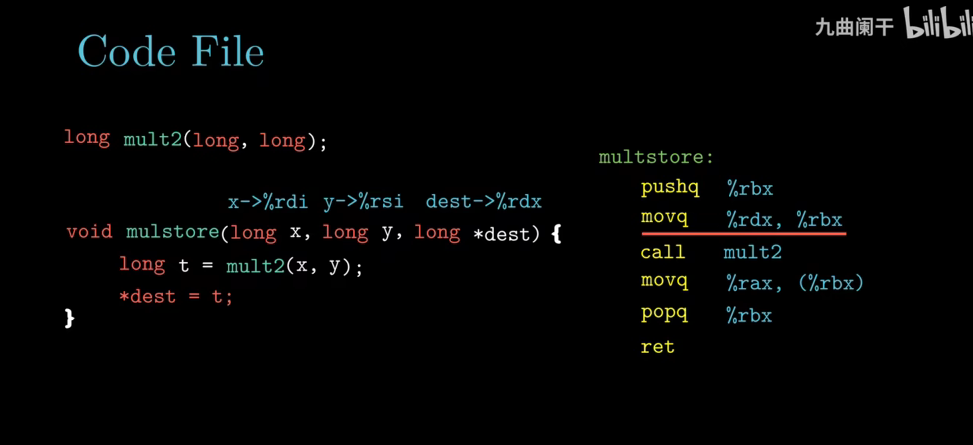 九曲阑干 bilibili
Code File
long mult2(long, long);
x->%rdi y->%rsi dest->%rdx
void mulstore(long x, long y, long *dest) {
long t = mult2(x, y);
*dest = t;
}
multstore:
pushq %rbx
movq %rdx, %rbx
call mult2
movq %rax, (%rbx)
popq %rbx
ret